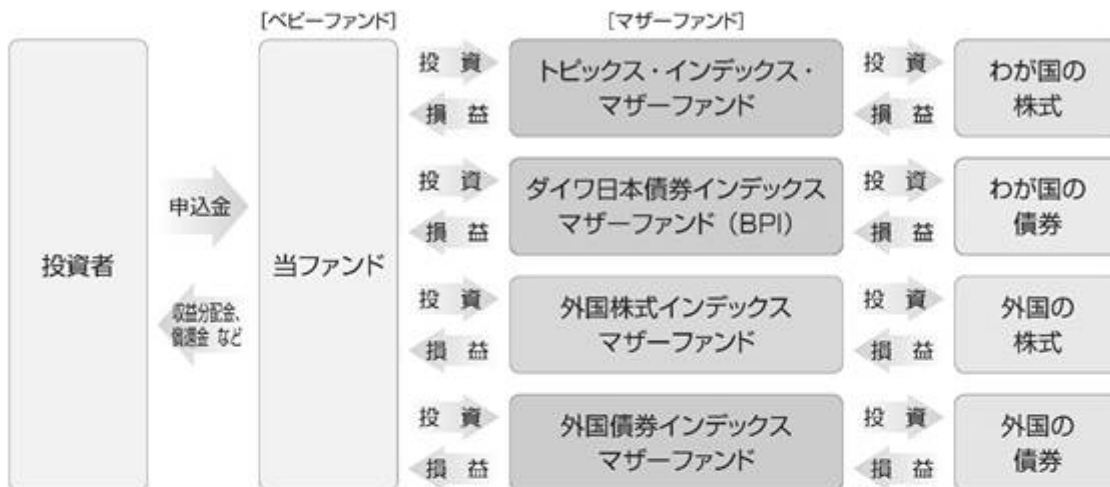 [ベビーファンド]
[マザーファンド]
投資者
申込金
収益分配金、
償還金 など
当ファンド
投 資
損 益
トピックス・インデックス・
マザーファンド
投 資
損 益
わが国の
株式
投 資
損 益
ダイワ日本債券インデックス
マザーファンド（BPI）
投 資
損 益
わが国の
債券
投 資
損 益
外国株式インデックス
マザーファンド
投 資
損 益
外国の
株式
投 資
損 益
外国債券インデックス
マザーファンド
投 資
損 益
外国の
債券